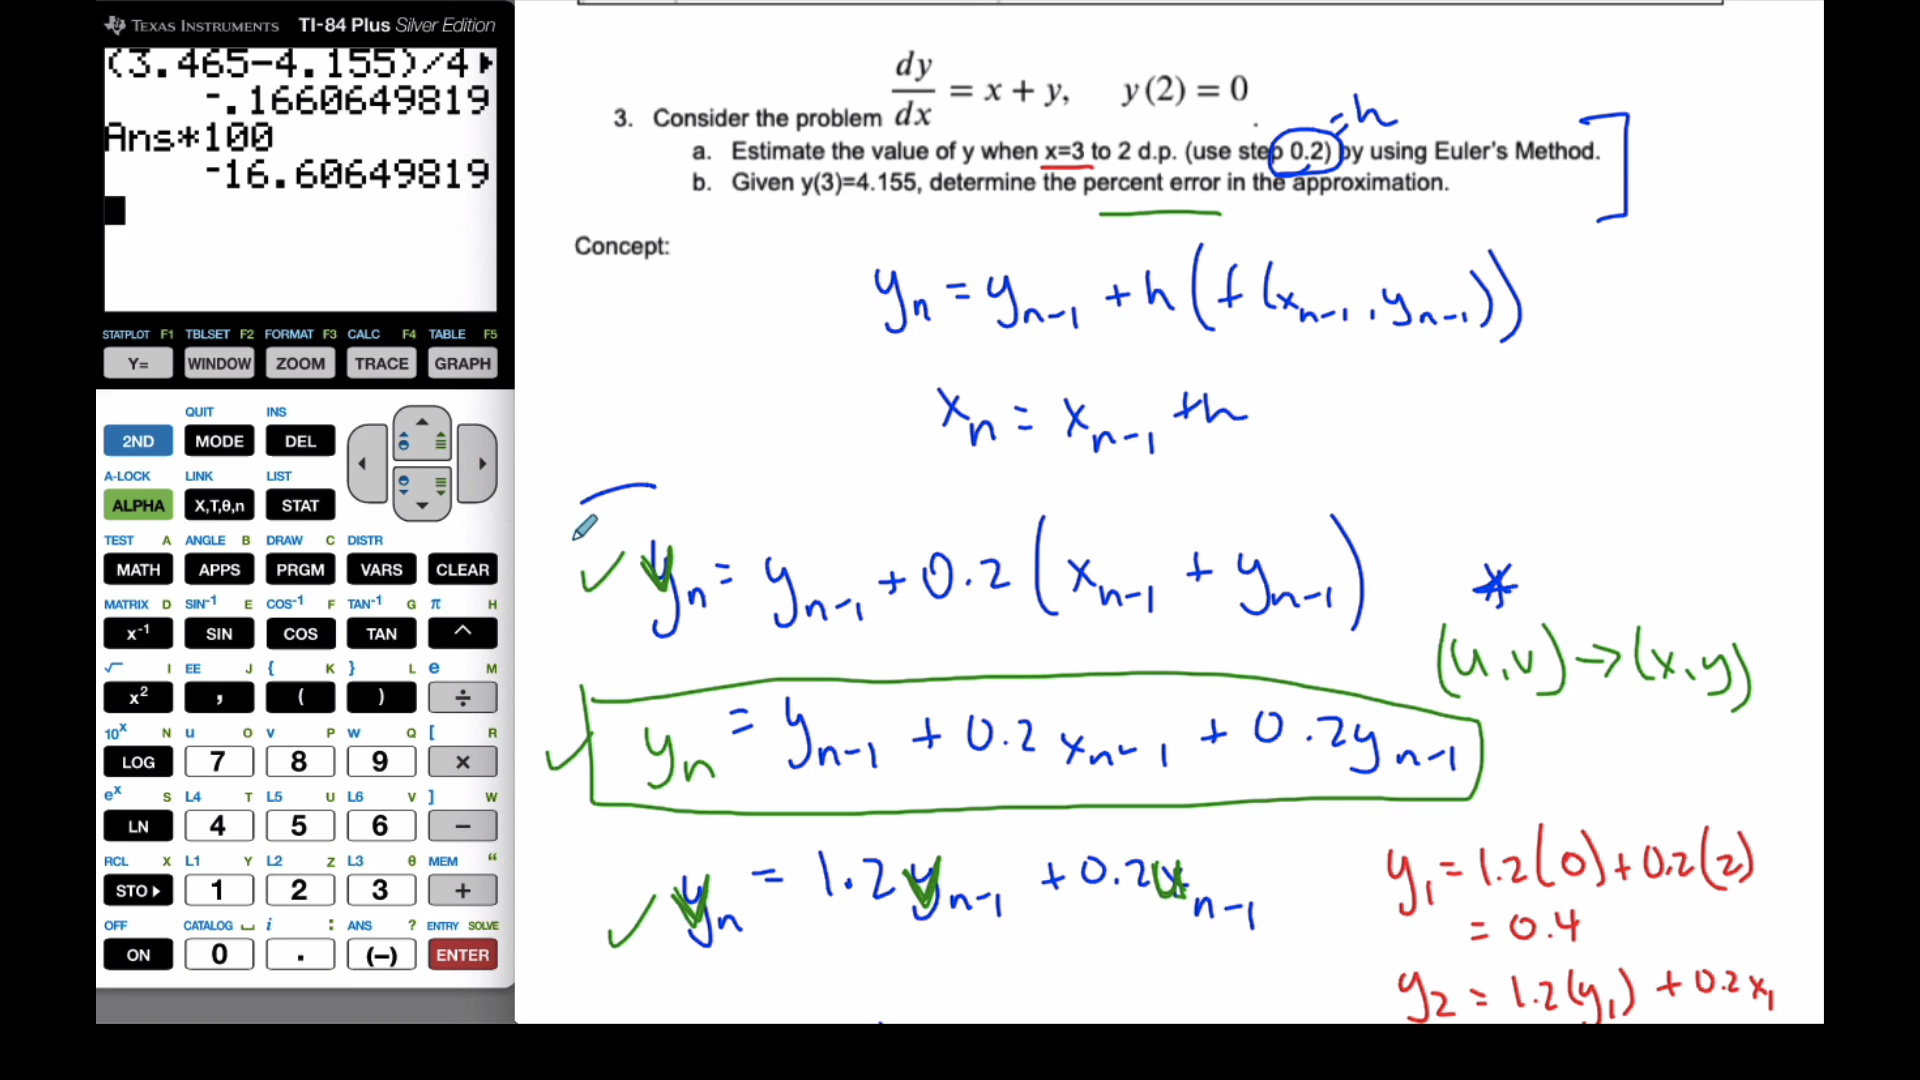 TEXAS INSTRUMENTS TI-84 Plus Silver Edition
(3.465-4.155)/4
-.1660649819
Ans*100
-16.60649819
STATPLOT F1 TBLSET F2 FORMAT F3 CALC F4 TABLE F5
Y= WINDOW ZOOM TRACE GRAPH
QUIT INS
2ND MODE DEL
A-LOCK LINK LIST
ALPHA X,T,θ,n STAT
TEST A ANGLE B DRAW C DISTR
MATH APPS PRGM VARS CLEAR
MATRIX D SIN⁻¹ E COS⁻¹ F TAN⁻¹ G π H
x⁻¹ SIN COS TAN ^
√ I EE J { K } L e M
x² , ( ) ÷
10ˣ N u O v P w Q [ R
LOG 7 8 9 ×
eˣ S L4 T L5 U L6 V ] W
LN 4 5 6 −
RCL X L1 Y L2 Z L3 θ MEM “
STO▸ 1 2 3 +
OFF CATALOG ⎵ i : ANS ? ENTRY SOLVE
ON 0 . (−) ENTER
3. Consider the problem dy/dx = x + y, y(2) = 0.
= h
a. Estimate the value of y when x=3 to 2 d.p. (use step 0.2) by using Euler's Method.
b. Given y(3)=4.155, determine the percent error in the approximation.
Concept:
yₙ = yₙ₋₁ + h(f(xₙ₋₁, yₙ₋₁))
xₙ = xₙ₋₁ + h
✓ yₙ = yₙ₋₁ + 0.2(xₙ₋₁ + yₙ₋₁)
*
(u,v) → (x,y)
✓ yₙ = yₙ₋₁ + 0.2xₙ₋₁ + 0.2yₙ₋₁
✓ vₙ = 1.2vₙ₋₁ + 0.2uₙ₋₁
y₁ = 1.2(0) + 0.2(2)
= 0.4
y₂ = 1.2(y₁) + 0.2x₁